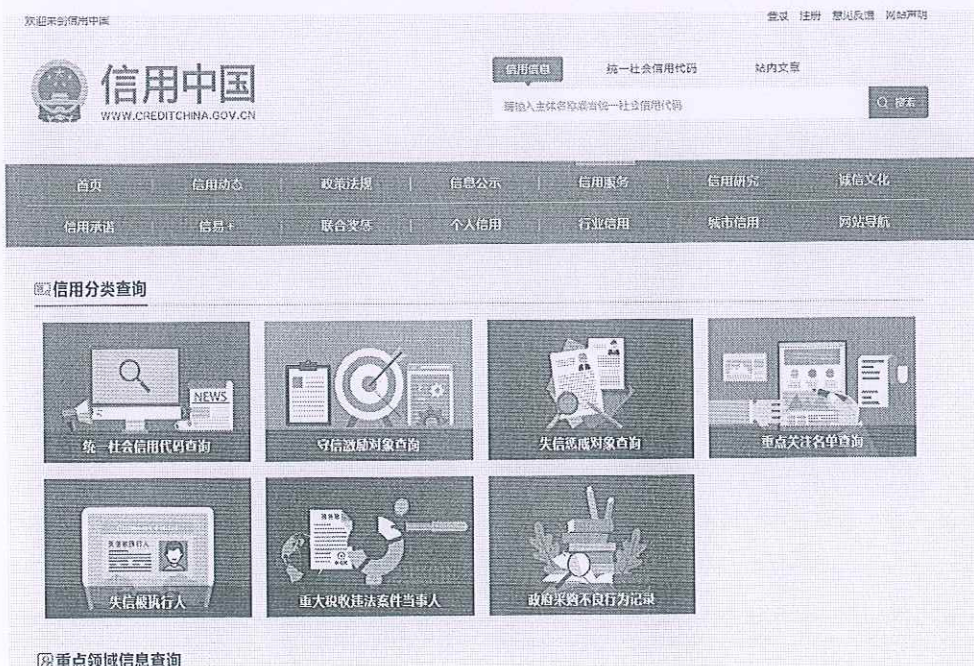 欢迎来到信用中国
登录 注册 意见反馈 网站声明
信用信息 统一社会信用代码 站内文章
信用中国
WWW.CREDITCHINA.GOV.CN
请输入主体名称或者统一社会信用代码 搜索
首页 信用动态 政策法规 信息公示 信用服务 信用研究 诚信文化
信用承诺 信易+ 联合奖惩 个人信用 行业信用 城市信用 网站导航
信用分类查询
NEWS
统一社会信用代码查询 守信激励对象查询 失信惩戒对象查询 重点关注名单查询
失信被执行人
失信被执行人 重大税收违法案件当事人 政府采购不良行为记录
重点领域信息查询